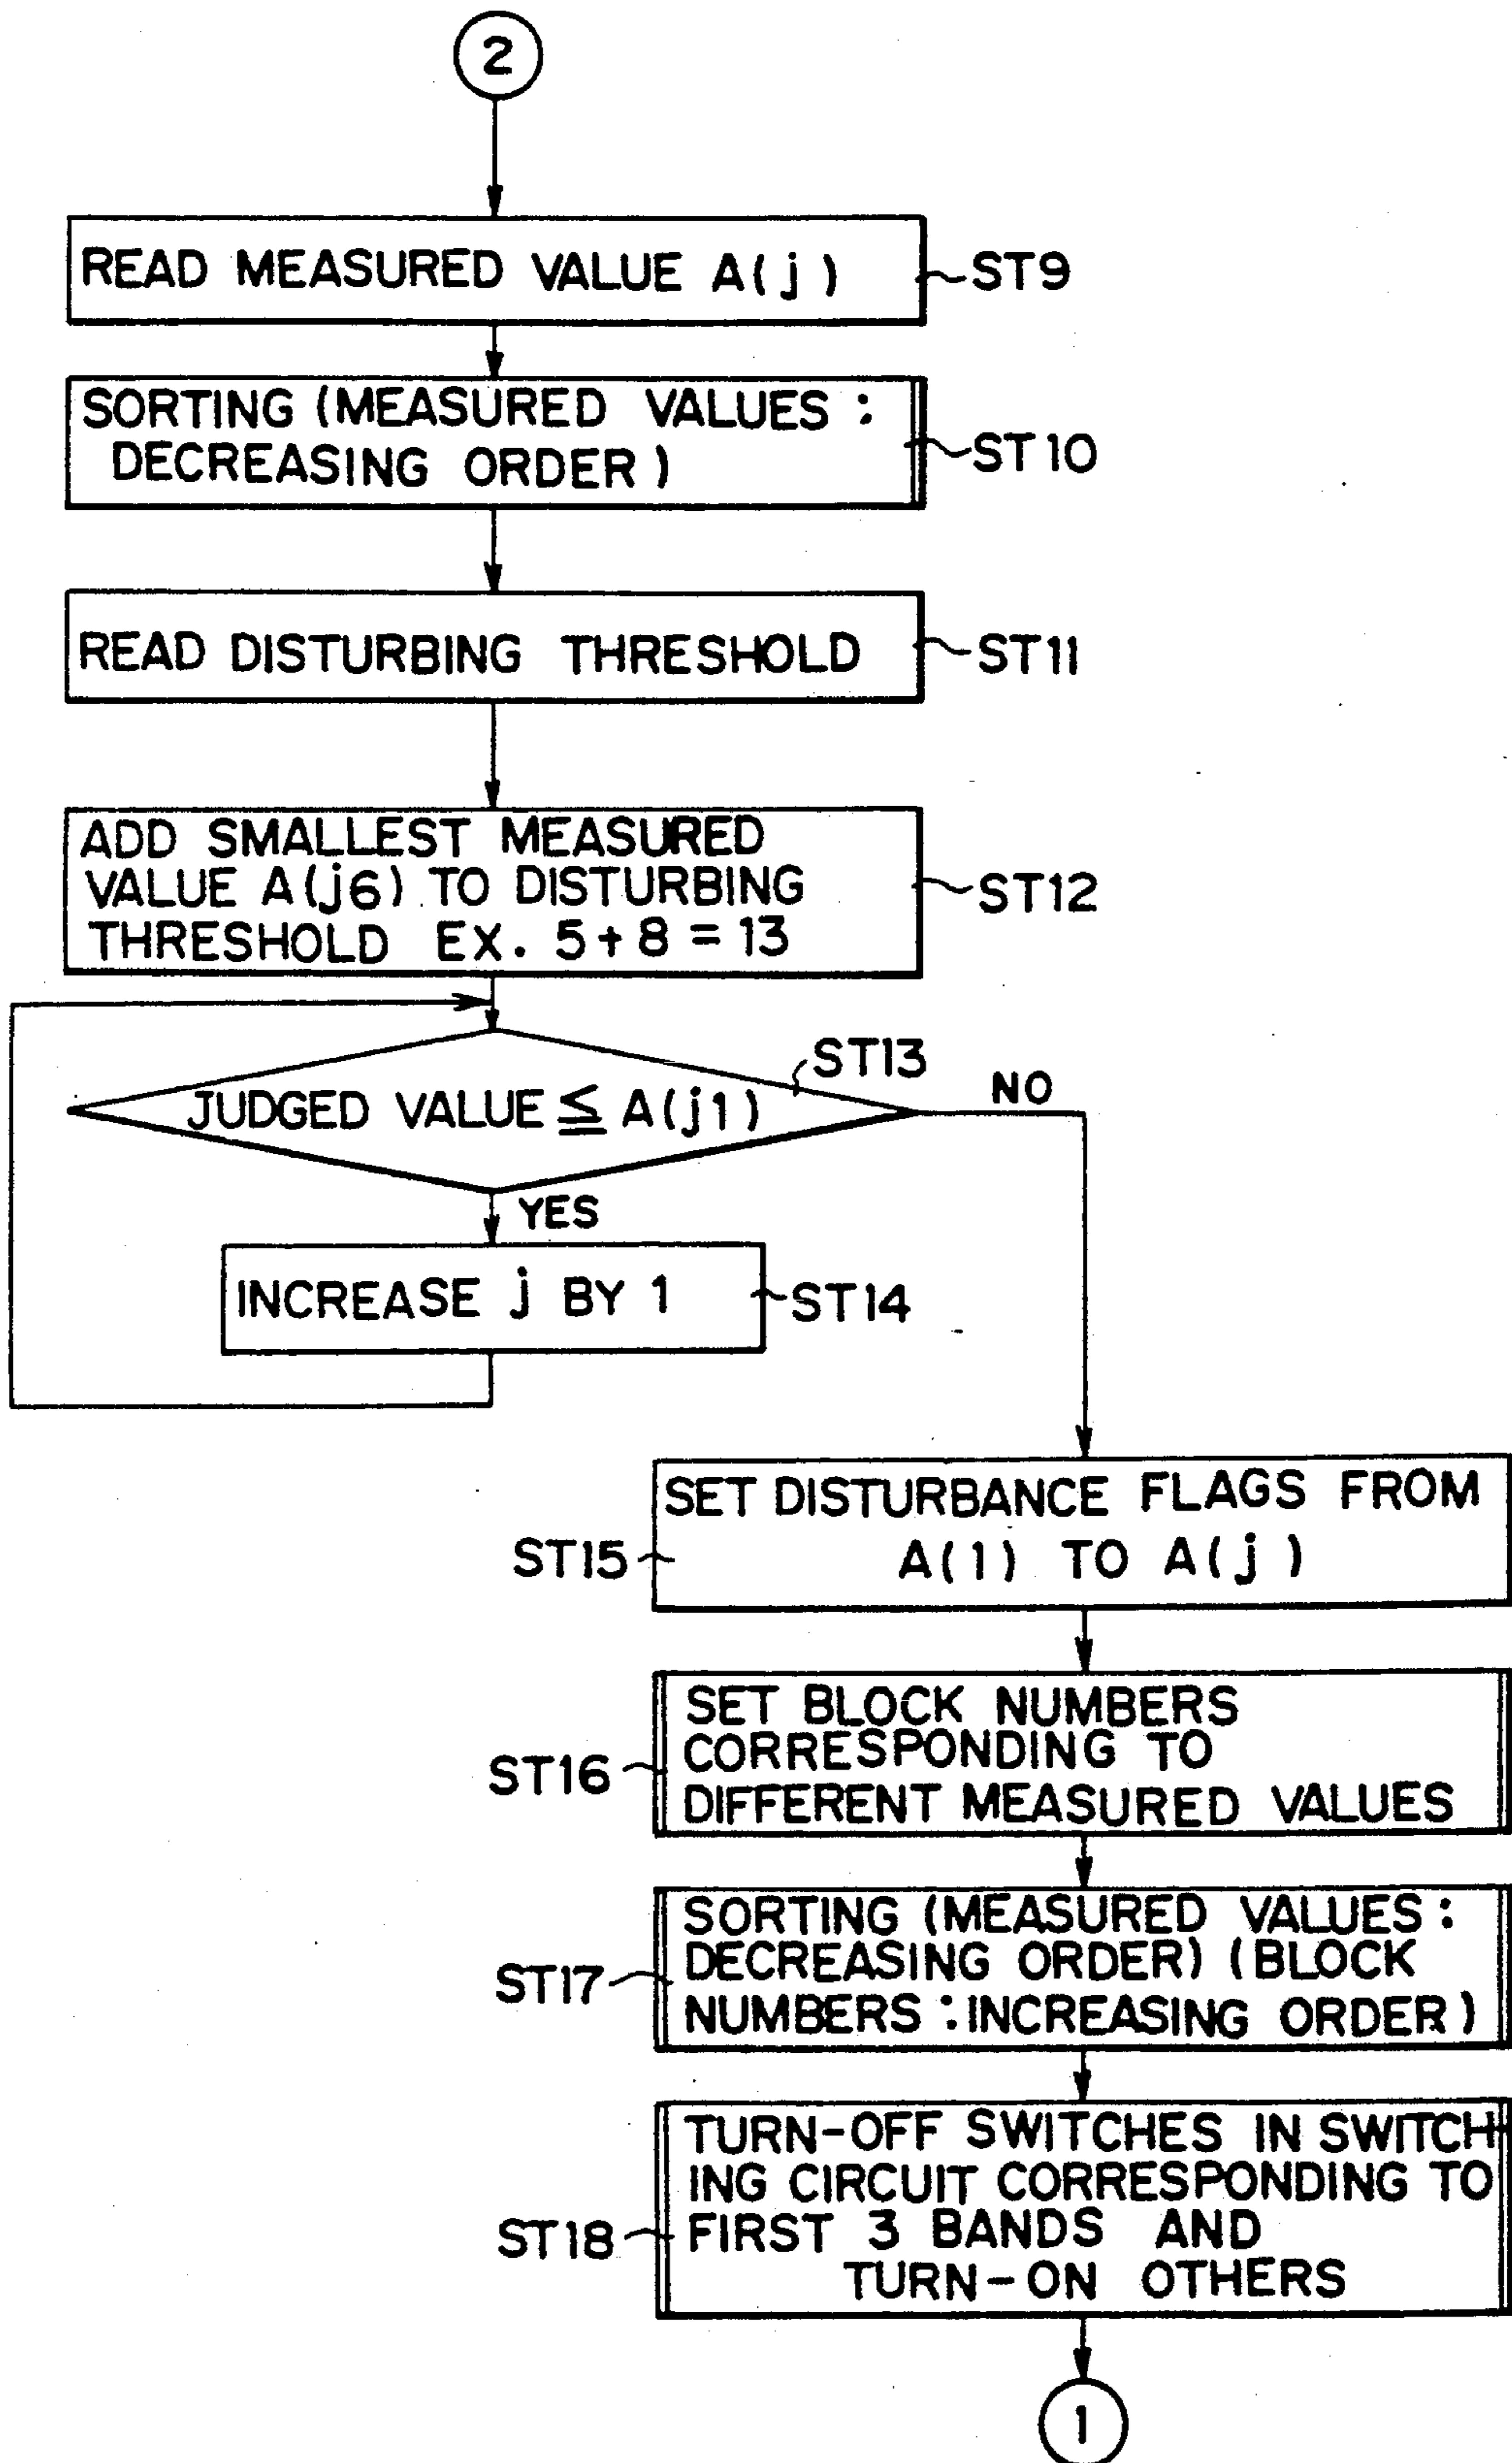 2
READ MEASURED VALUE A(j)
ST9
SORTING (MEASURED VALUES :
DECREASING ORDER)
ST10
READ DISTURBING THRESHOLD
ST11
ADD SMALLEST MEASURED
VALUE A(j6) TO DISTURBING
THRESHOLD EX. 5+8 = 13
ST12
ST13
JUDGED VALUE ≦ A(j1)
NO
YES
INCREASE j BY 1
ST14
SET DISTURBANCE FLAGS FROM
A(1) TO A(j)
ST15
SET BLOCK NUMBERS
CORRESPONDING TO
DIFFERENT MEASURED VALUES
ST16
SORTING (MEASURED VALUES :
DECREASING ORDER) (BLOCK
NUMBERS : INCREASING ORDER)
ST17
TURN-OFF SWITCHES IN SWITCH-
ING CIRCUIT CORRESPONDING TO
FIRST 3 BANDS AND
TURN-ON OTHERS
ST18
1